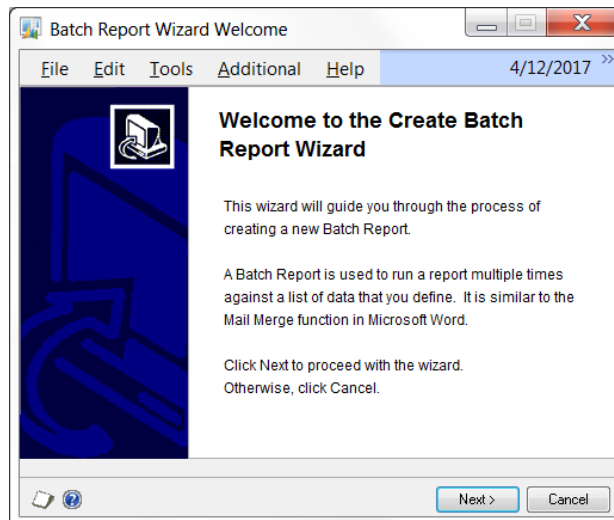 Batch Report Wizard Welcome
File Edit Tools Additional Help 4/12/2017 »
Welcome to the Create Batch
Report Wizard
This wizard will guide you through the process of
creating a new Batch Report.
A Batch Report is used to run a report multiple times
against a list of data that you define. It is similar to the
Mail Merge function in Microsoft Word.
Click Next to proceed with the wizard.
Otherwise, click Cancel.
Next > Cancel